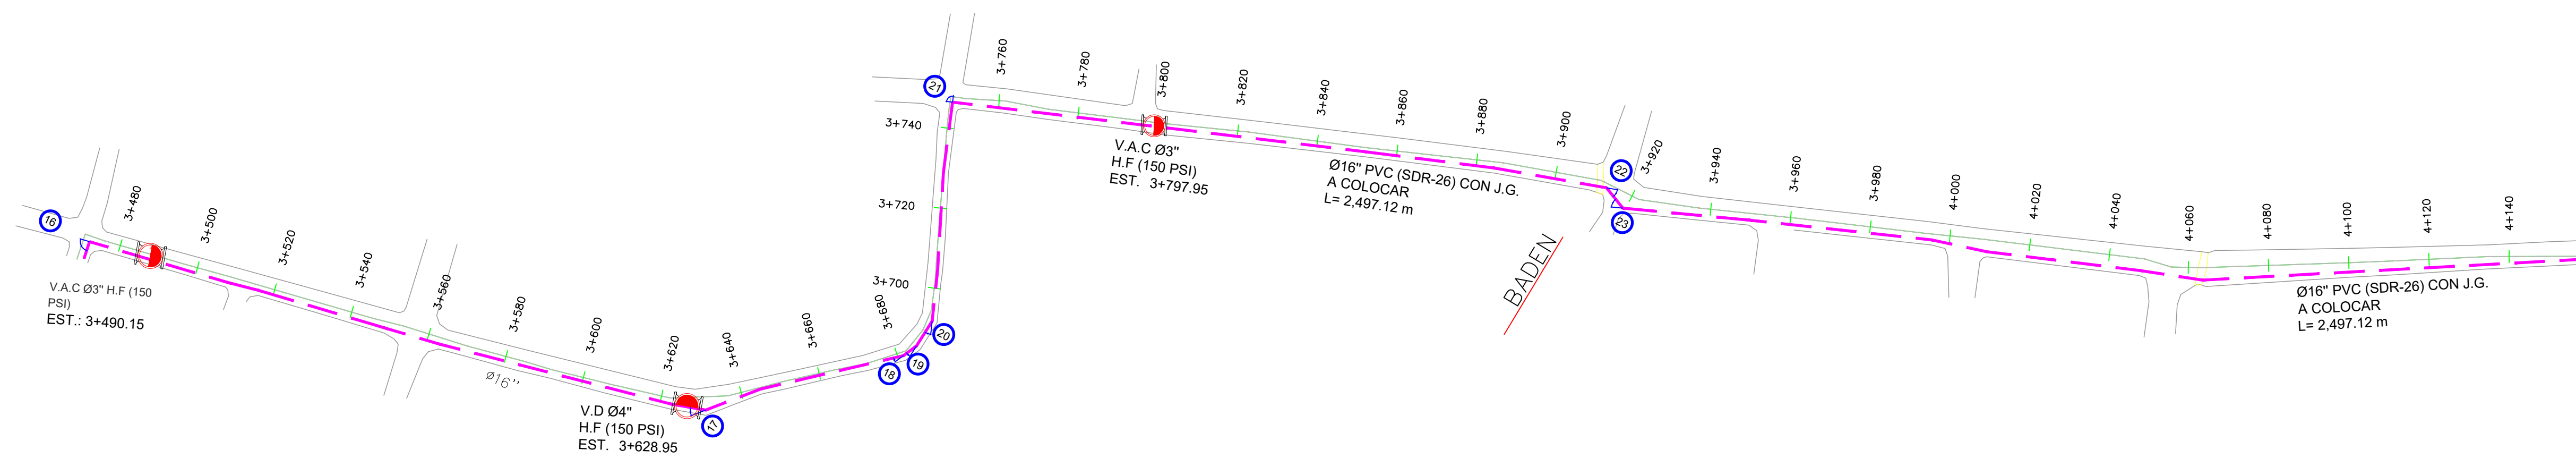 16
3+480
3+500
3+520
3+540
3+560
3+580
3+600
3+620
3+640
3+660
3+680
3+700
3+720
3+740
V.A.C Ø3" H.F (150
PSI)
EST.: 3+490.15
Ø16''
V.D Ø4"
H.F (150 PSI)
EST. 3+628.95
17
18
19
20
21
3+760
3+780
3+800
3+820
3+840
3+860
3+880
3+900
3+920
3+940
3+960
3+980
4+000
4+020
4+040
4+060
4+080
4+100
4+120
4+140
V.A.C Ø3"
H.F (150 PSI)
EST. 3+797.95
Ø16" PVC (SDR-26) CON J.G.
A COLOCAR
L= 2,497.12 m
22
23
BADEN
Ø16" PVC (SDR-26) CON J.G.
A COLOCAR
L= 2,497.12 m